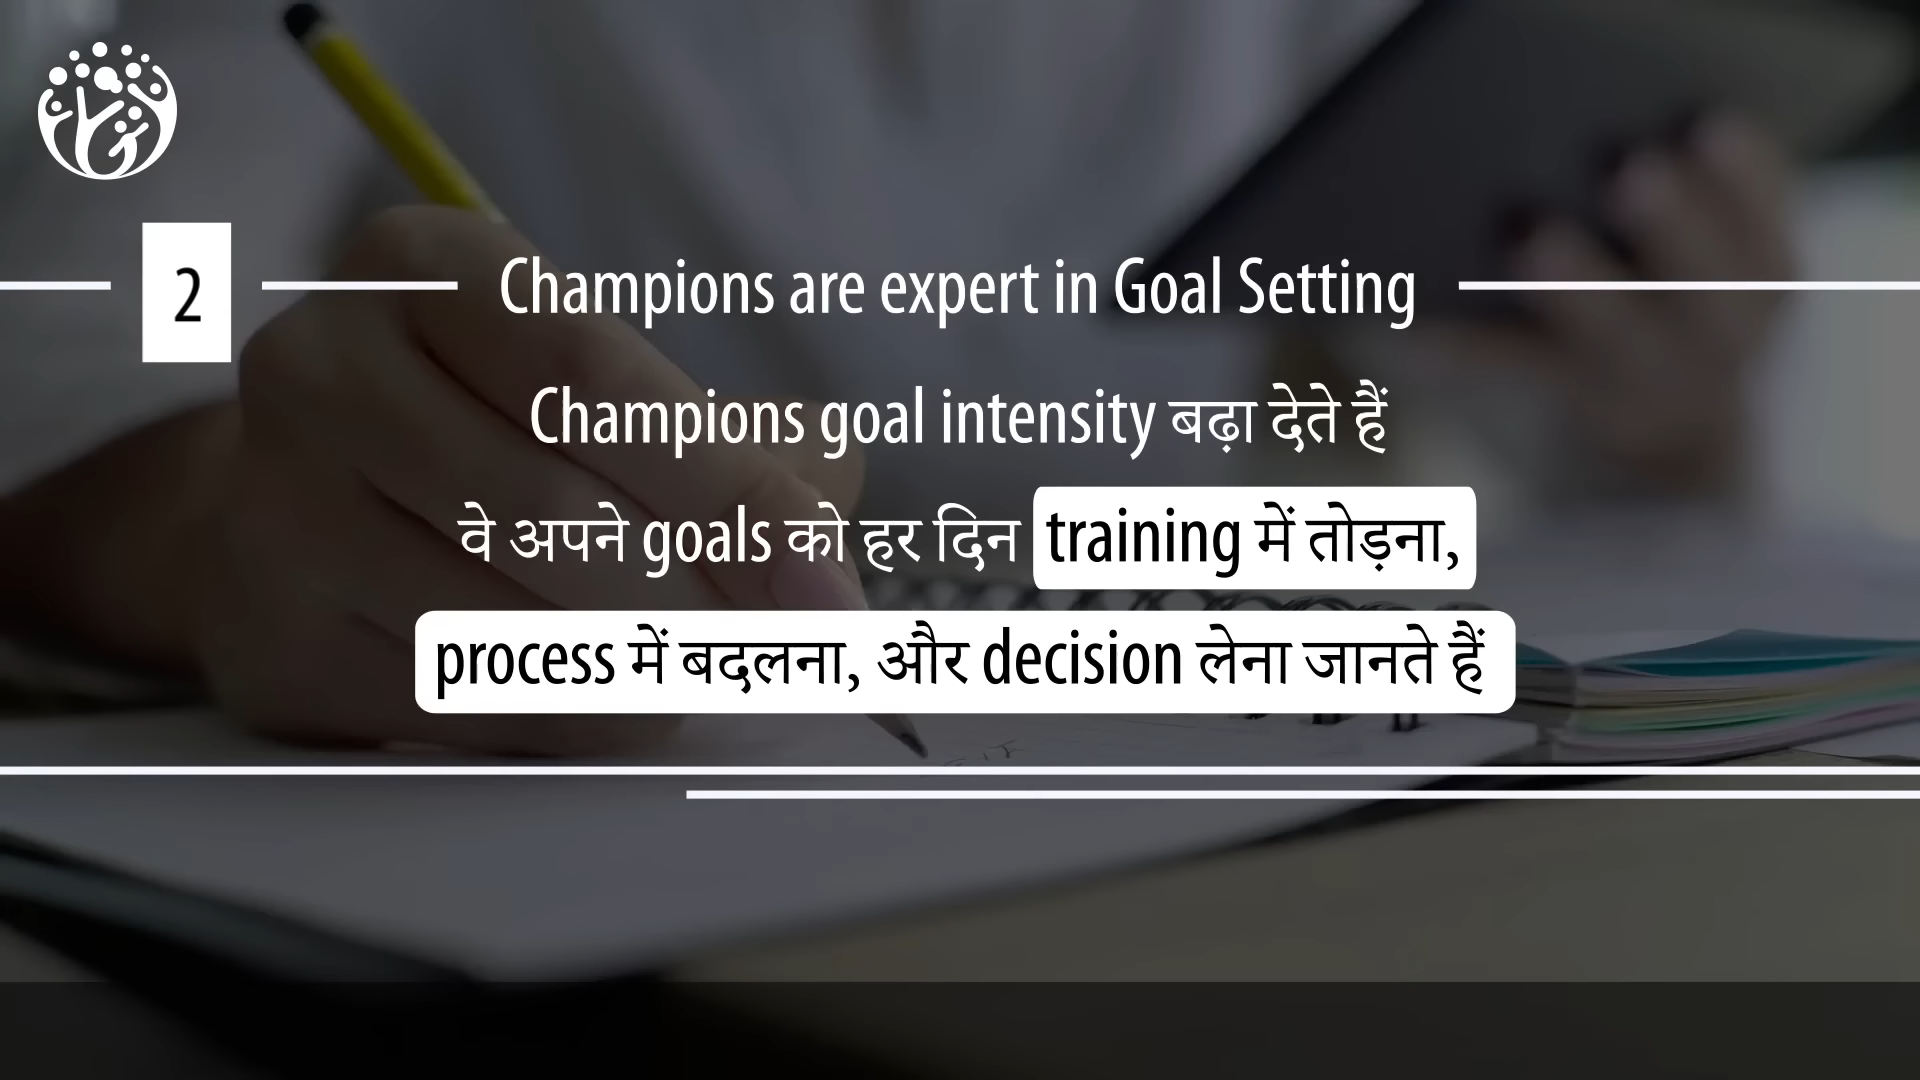 2
Champions are expert in Goal Setting
Champions goal intensity बढ़ा देते हैं
वे अपने goals को हर दिन training में तोड़ना,
process में बदलना, और decision लेना जानते हैं